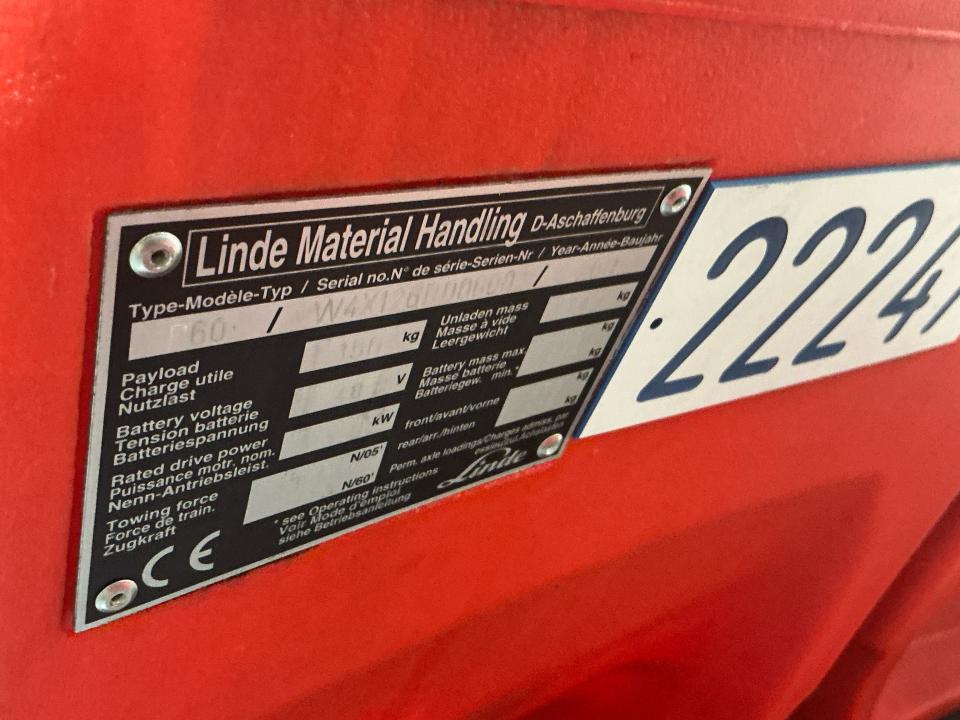 Linde Material Handling D-Aschaffenburg
Type-Modèle-Typ / Serial no.N° de série-Serien-Nr / Year-Année-Baujahr
60 / /
Payload
Charge utile
Nutzlast
kg
Unladen mass
Masse à vide
Leergewicht
kg
Battery voltage
Tension batterie
Batteriespannung
V
Battery mass max.
Masse batterie
Batteriegew. min.*
kg
kg
Rated drive power
Puissance motr. nom.
Nenn-Antriebsleist.
kW
front/avant/vorne
kg
rear/arr./hinten
kg
Towing force
Force de train.
Zugkraft
N/05'
N/60'
Perm. axle loadings/Charges admiss. par
* see Operating instructions
Voir Mode d'emploi
siehe Betriebsanleitung
Linde
CE
2224